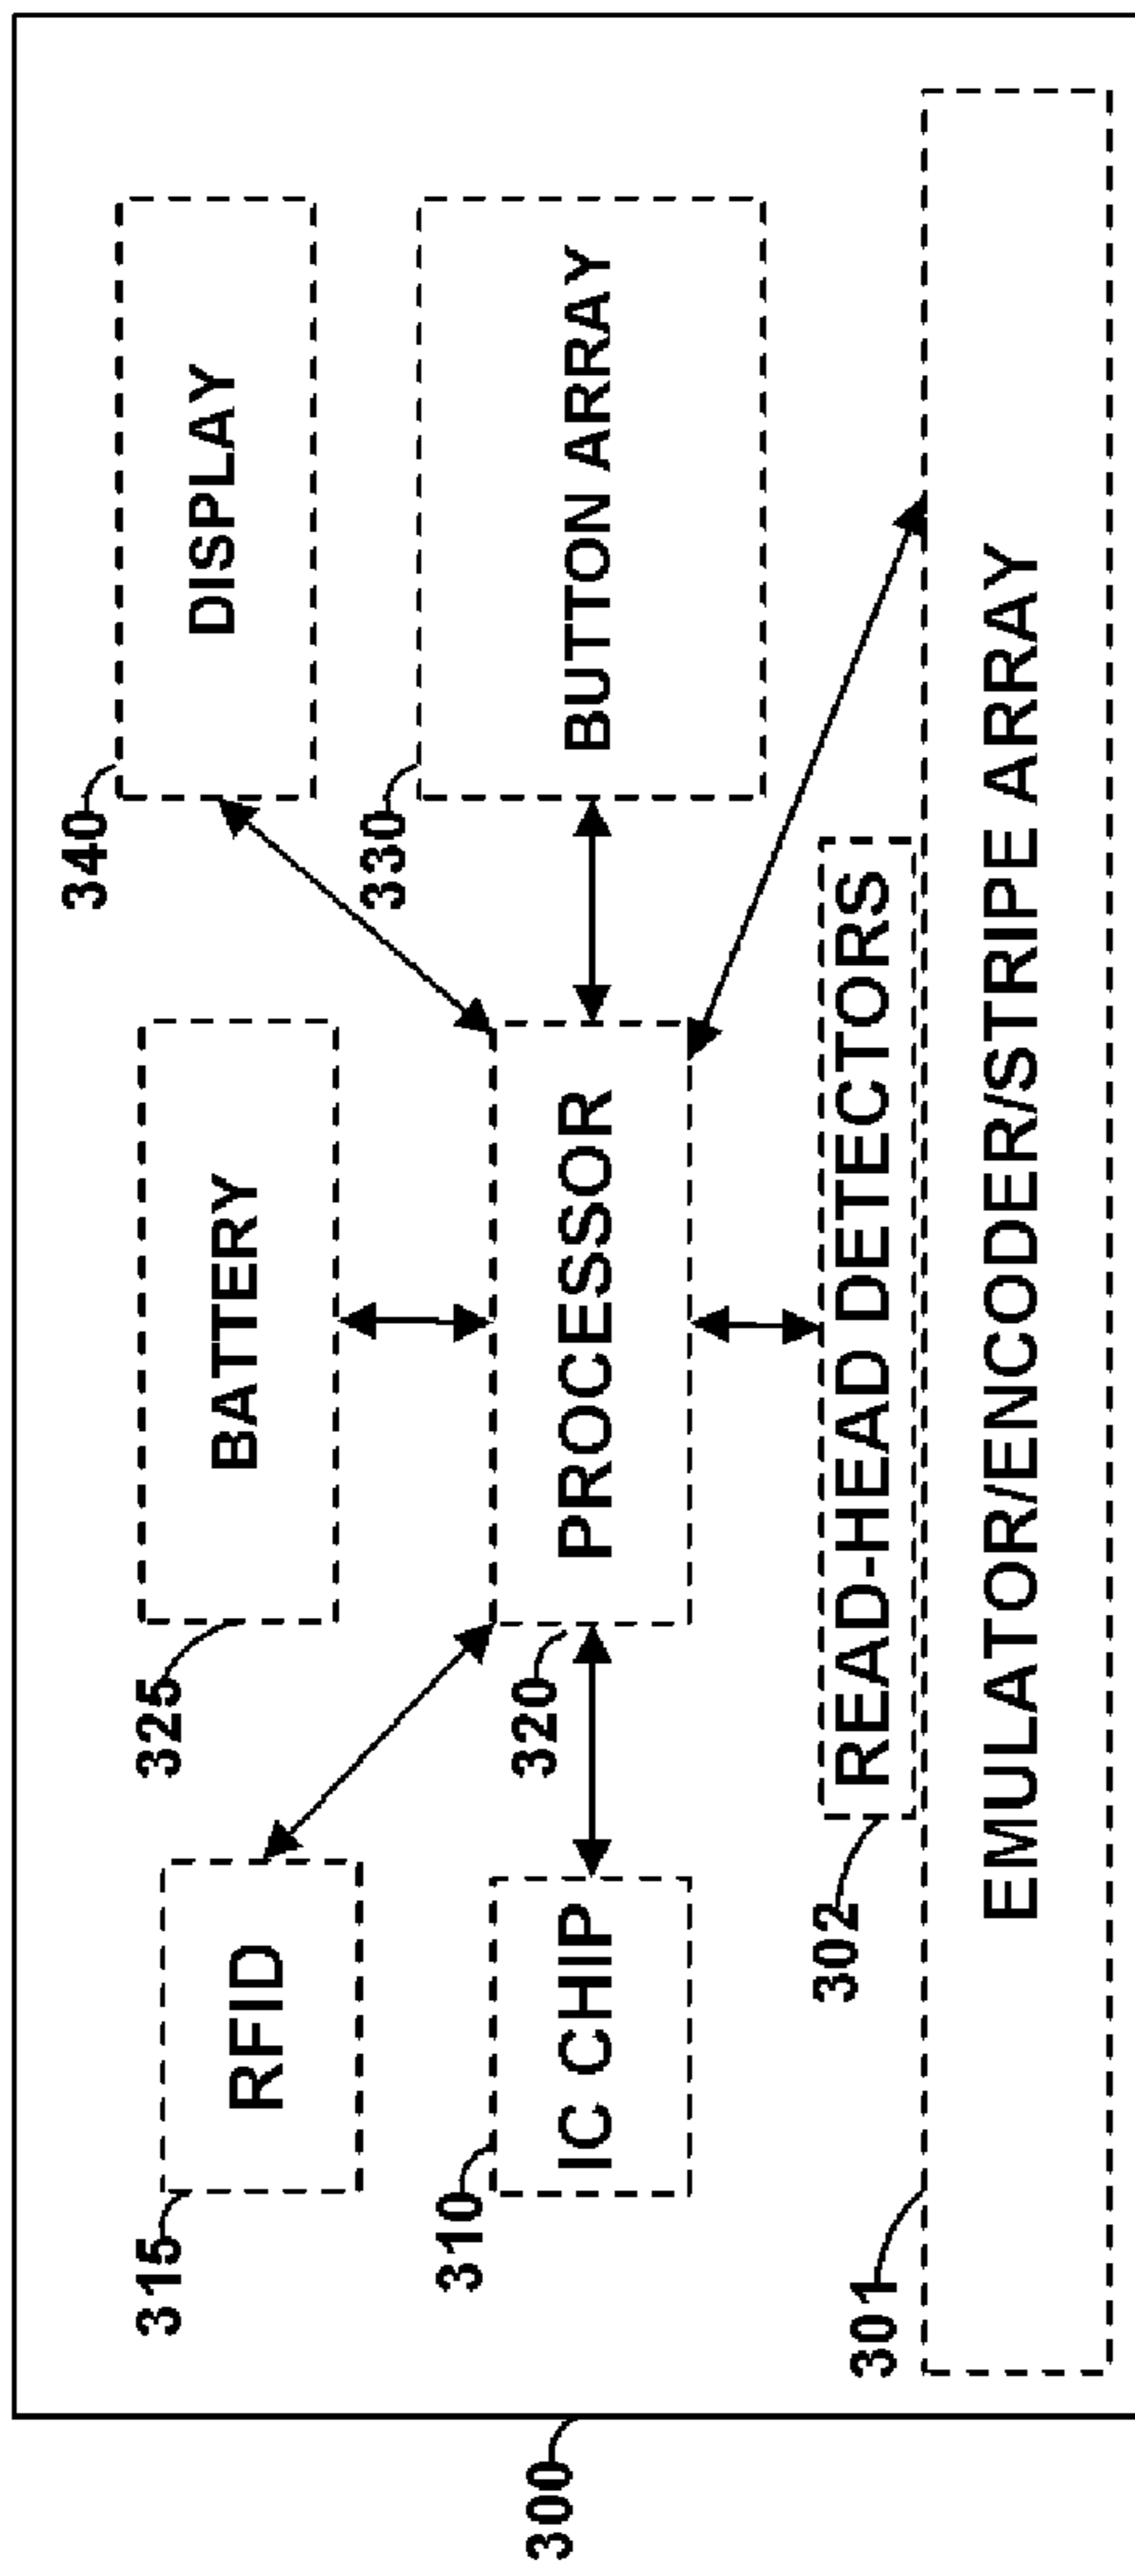 340
DISPLAY
325
BATTERY
315
RFID
330
BUTTON ARRAY
320
PROCESSOR
310
IC CHIP
302
READ-HEAD DETECTORS
301
EMULATOR/ENCODER/STRIPE ARRAY
300